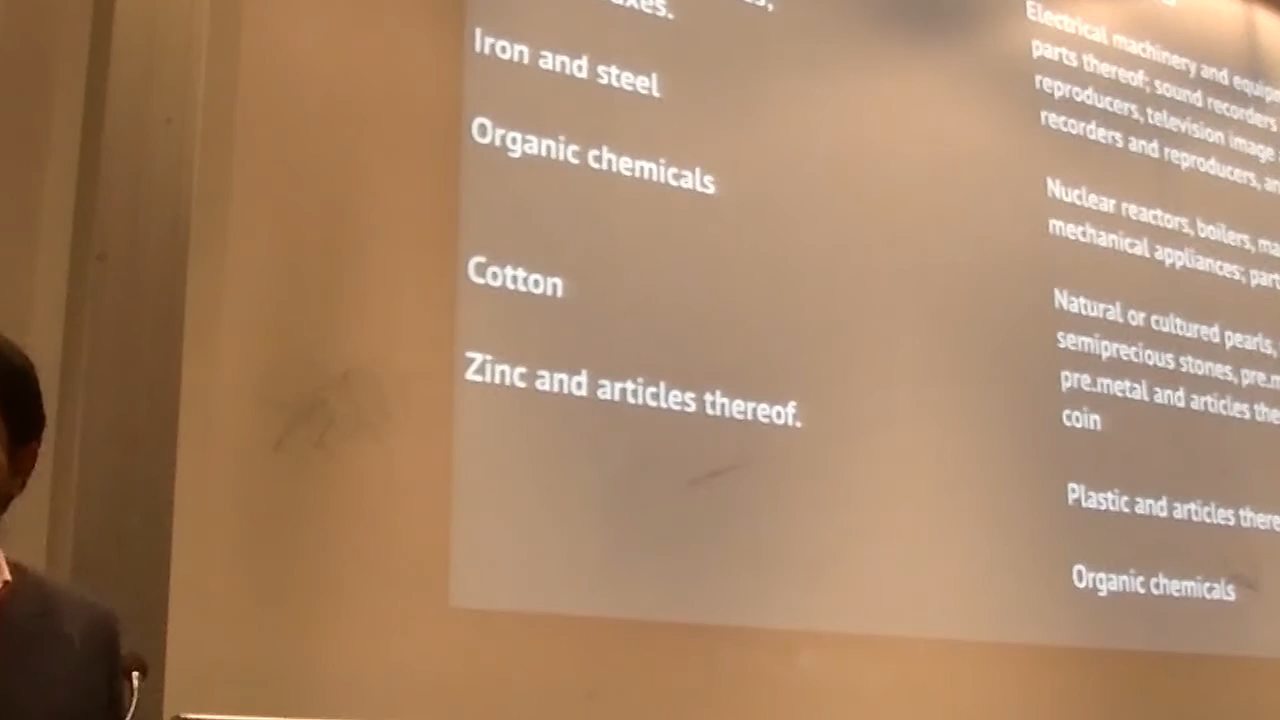 Iron and steel
Organic chemicals
Cotton
Zinc and articles thereof.
Electrical machinery and
parts thereof; sound recorders
reproducers, television image
recorders and reproducers,
Nuclear reactors, boilers,
mechanical appliances;
Natural or cultured pearls,
semiprecious stones,
pre.metal and articles
coin
Plastic and articles
Organic chemicals